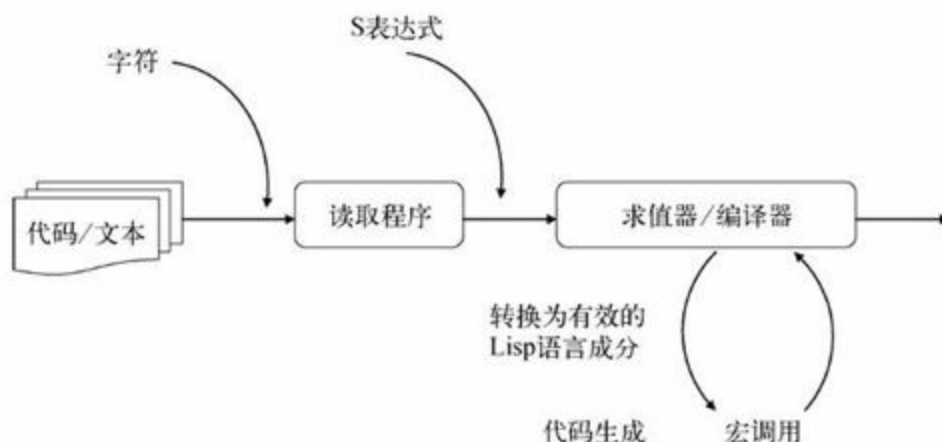 S表达式
字符
代码/文本
读取程序
求值器/编译器
转换为有效的
Lisp语言成分
代码生成
宏调用